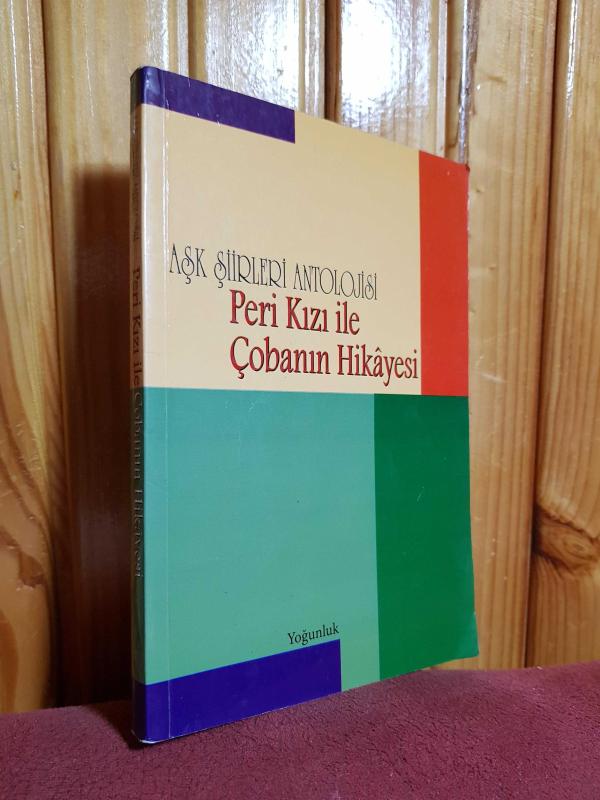 AŞK ŞİİRLERİ ANTOLOJİSİ
Peri Kızı ile
Çobanın Hikâyesi
Yoğunluk
Peri Kızı ile Çobanın Hikâyesi